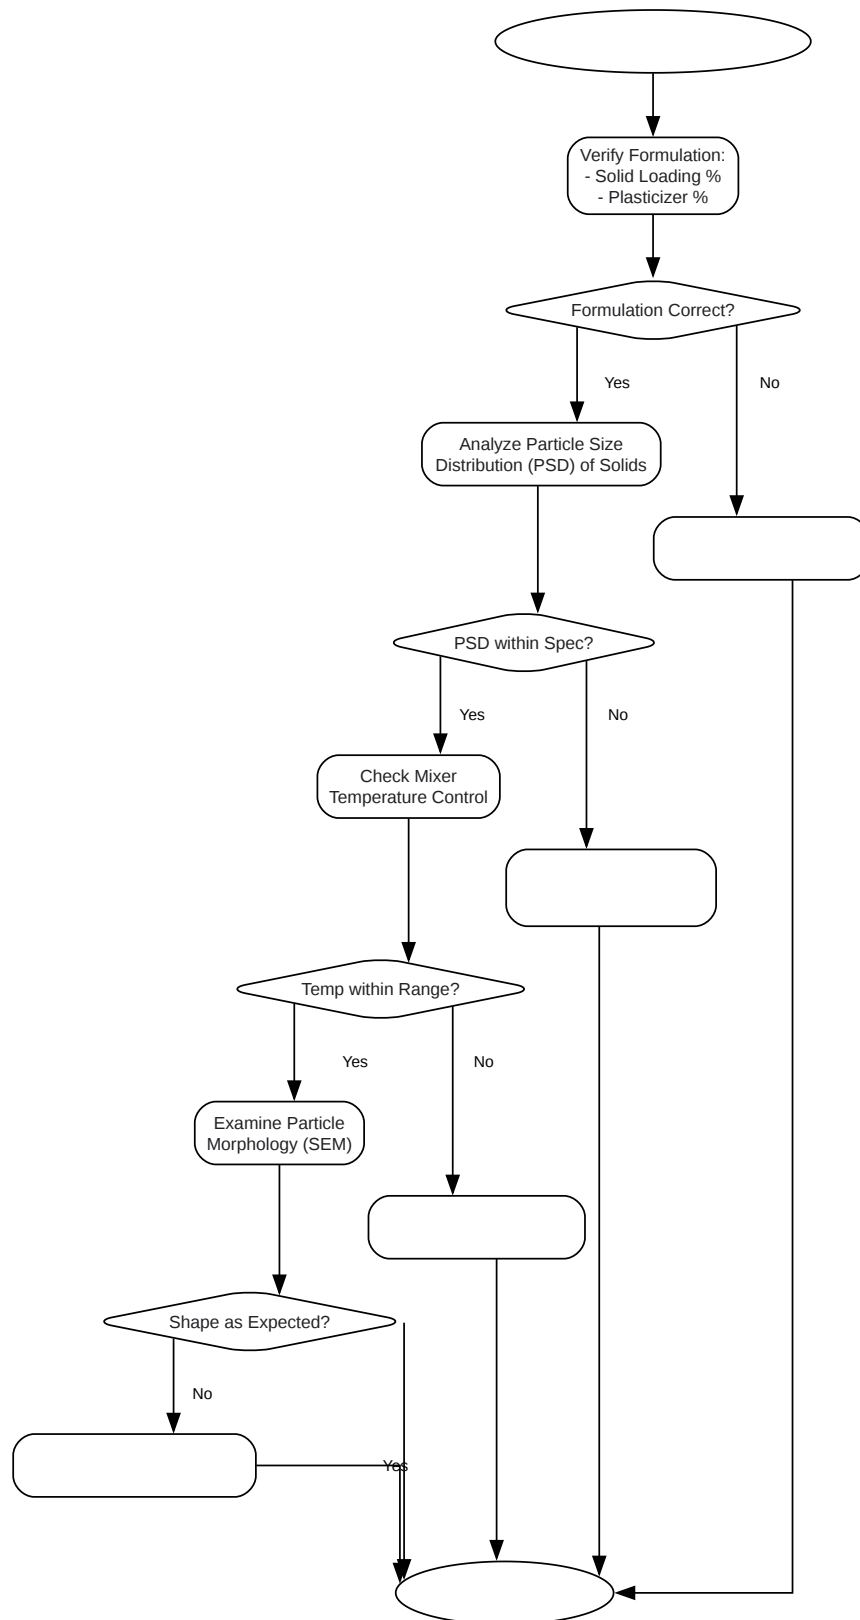 Verify Formulation:
- Solid Loading %
- Plasticizer %
Formulation Correct?
Yes
No
Analyze Particle Size
Distribution (PSD) of Solids
PSD within Spec?
Yes
No
Check Mixer
Temperature Control
Temp within Range?
Yes
No
Examine Particle
Morphology (SEM)
Shape as Expected?
No
Yes